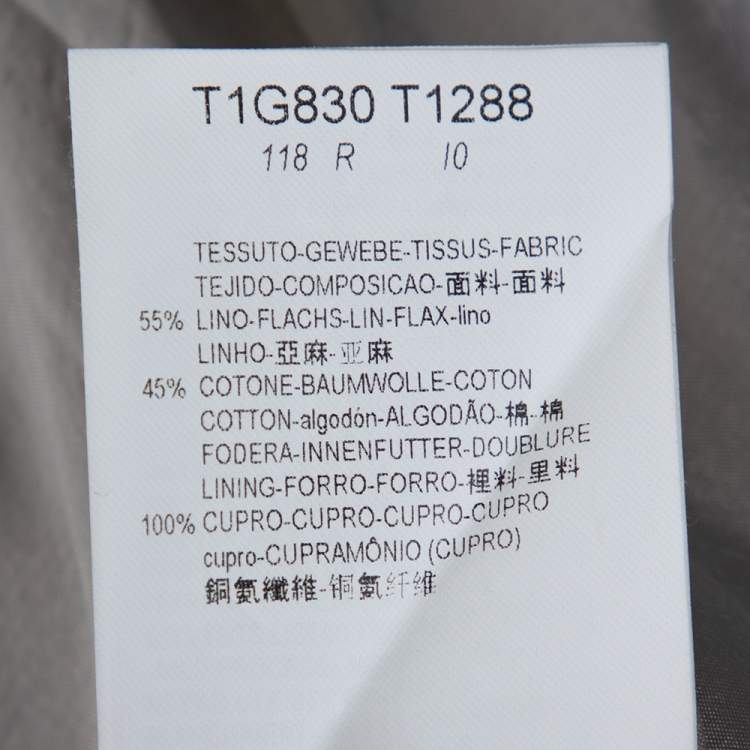 T1G830 T1288
118 R 10
TESSUTO-GEWEBE-TISSUS-FABRIC
TEJIDO-COMPOSICAO-面料-面料
55% LINO-FLACHS-LIN-FLAX-lino
LINHO-亞麻-亚麻
45% COTONE-BAUMWOLLE-COTON
COTTON-algodón-ALGODÃO-棉-棉
FODERA-INNENFUTTER-DOUBLURE
LINING-FORRO-FORRO-裡料-里料
100% CUPRO-CUPRO-CUPRO-CUPRO
cupro-CUPRAMÔNIO (CUPRO)
銅氨纖維-铜氨纤维